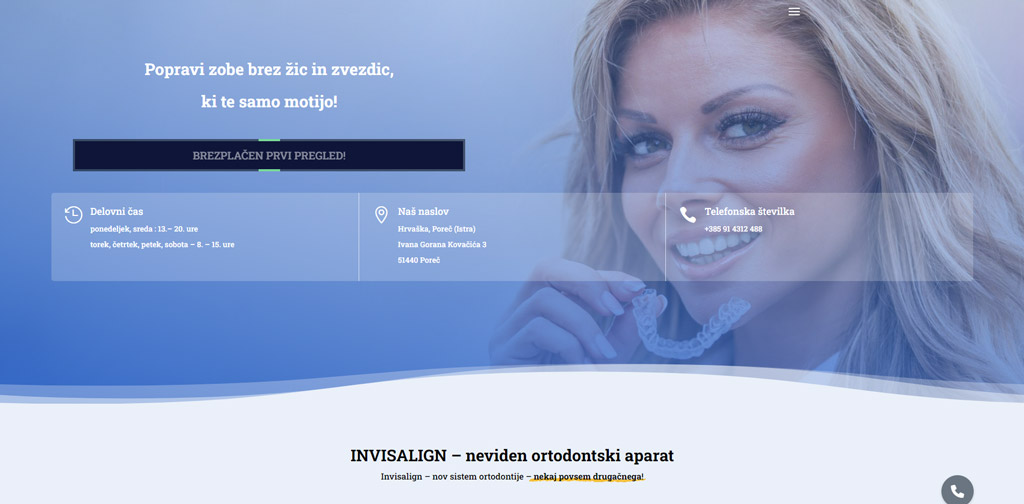 Popravi zobe brez žic in zvezdic,
ki te samo motijo!
BREZPLAČEN PRVI PREGLED!
Delovni čas
ponedeljek, sreda : 13.– 20. ure
torek, četrtek, petek, sobota – 8. – 15. ure
Naš naslov
Hrvaška, Poreč (Istra)
Ivana Gorana Kovačića 3
51440 Poreč
Telefonska številka
+385 91 4312 488
INVISALIGN – neviden ortodontski aparat
Invisalign – nov sistem ortodontije – nekaj povsem drugačnega!